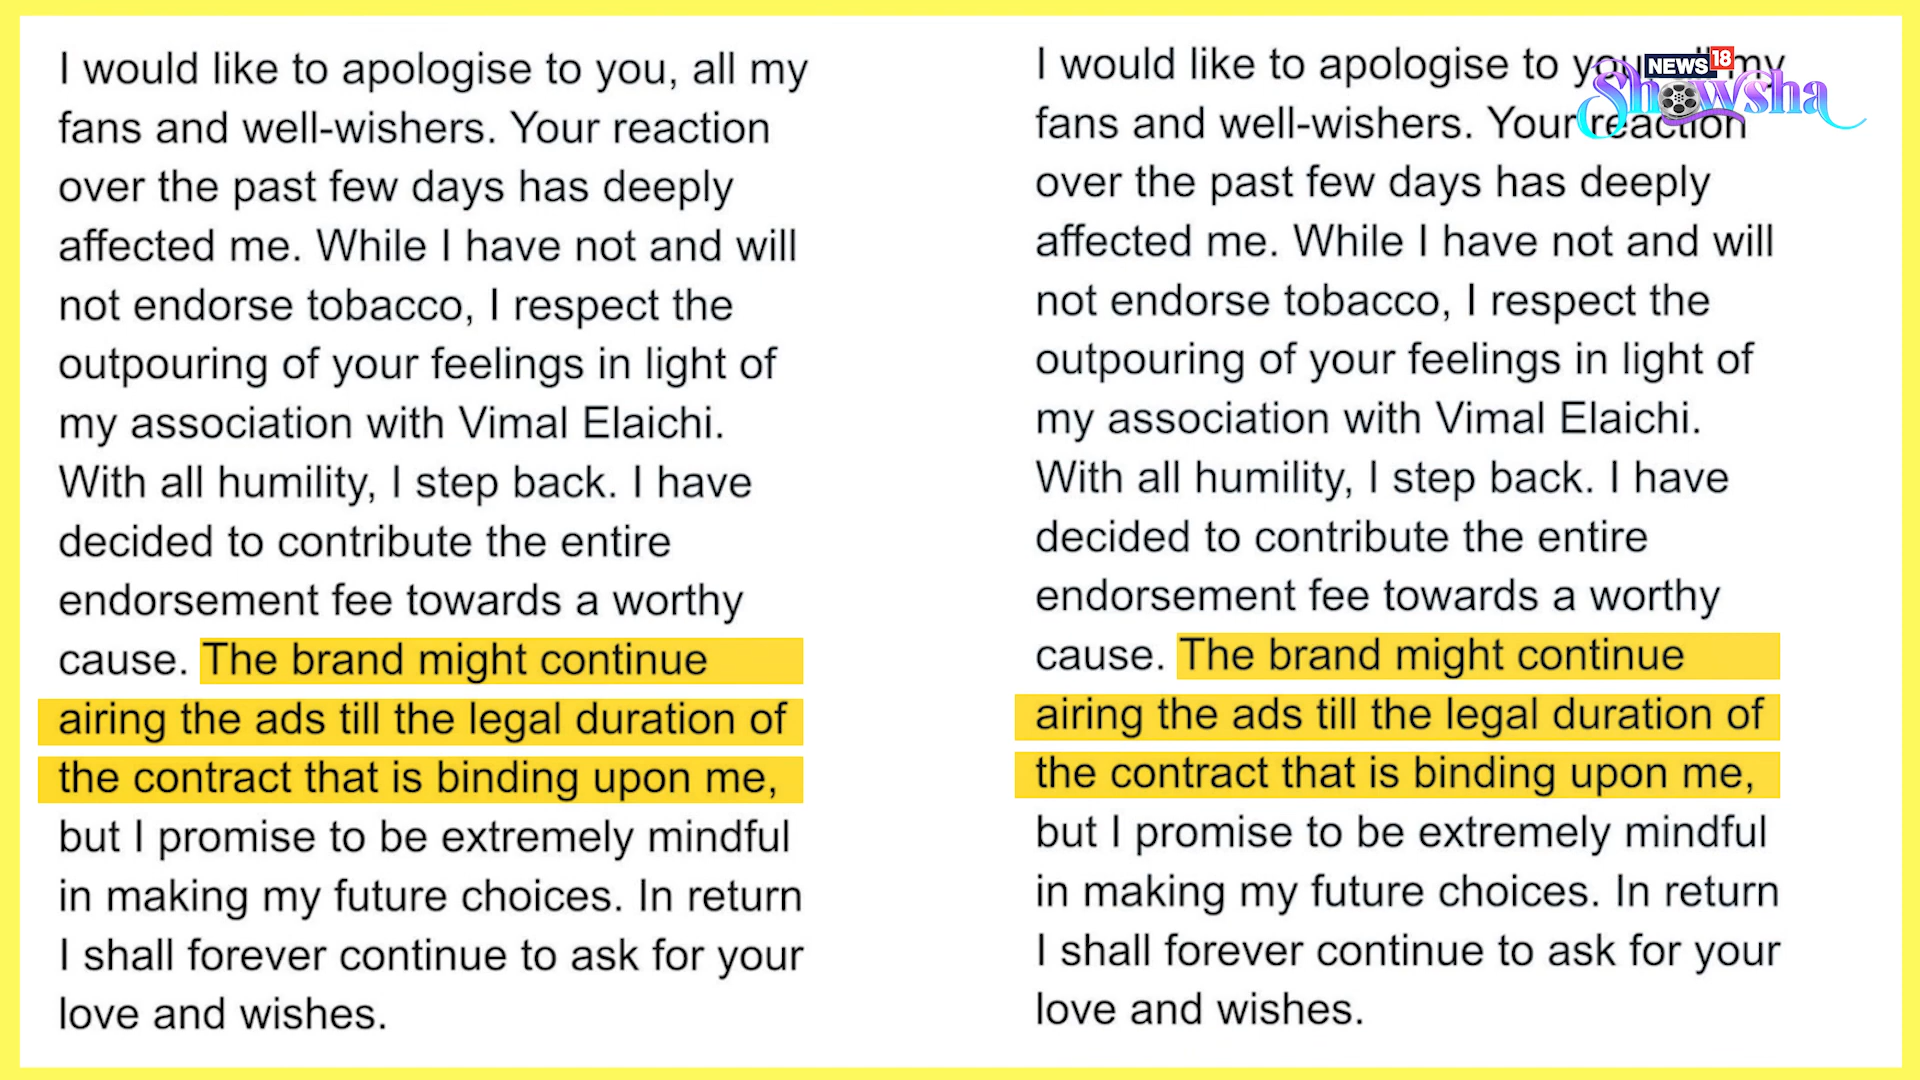 I would like to apologise to you, all my
fans and well-wishers. Your reaction
over the past few days has deeply
affected me. While I have not and will
not endorse tobacco, I respect the
outpouring of your feelings in light of
my association with Vimal Elaichi.
With all humility, I step back. I have
decided to contribute the entire
endorsement fee towards a worthy
cause. The brand might continue
airing the ads till the legal duration of
the contract that is binding upon me,
but I promise to be extremely mindful
in making my future choices. In return
I shall forever continue to ask for your
love and wishes.
I would like to apologise to you, all my
fans and well-wishers. Your reaction
over the past few days has deeply
affected me. While I have not and will
not endorse tobacco, I respect the
outpouring of your feelings in light of
my association with Vimal Elaichi.
With all humility, I step back. I have
decided to contribute the entire
endorsement fee towards a worthy
cause. The brand might continue
airing the ads till the legal duration of
the contract that is binding upon me,
but I promise to be extremely mindful
in making my future choices. In return
I shall forever continue to ask for your
love and wishes.
NEWS 18
Showsha